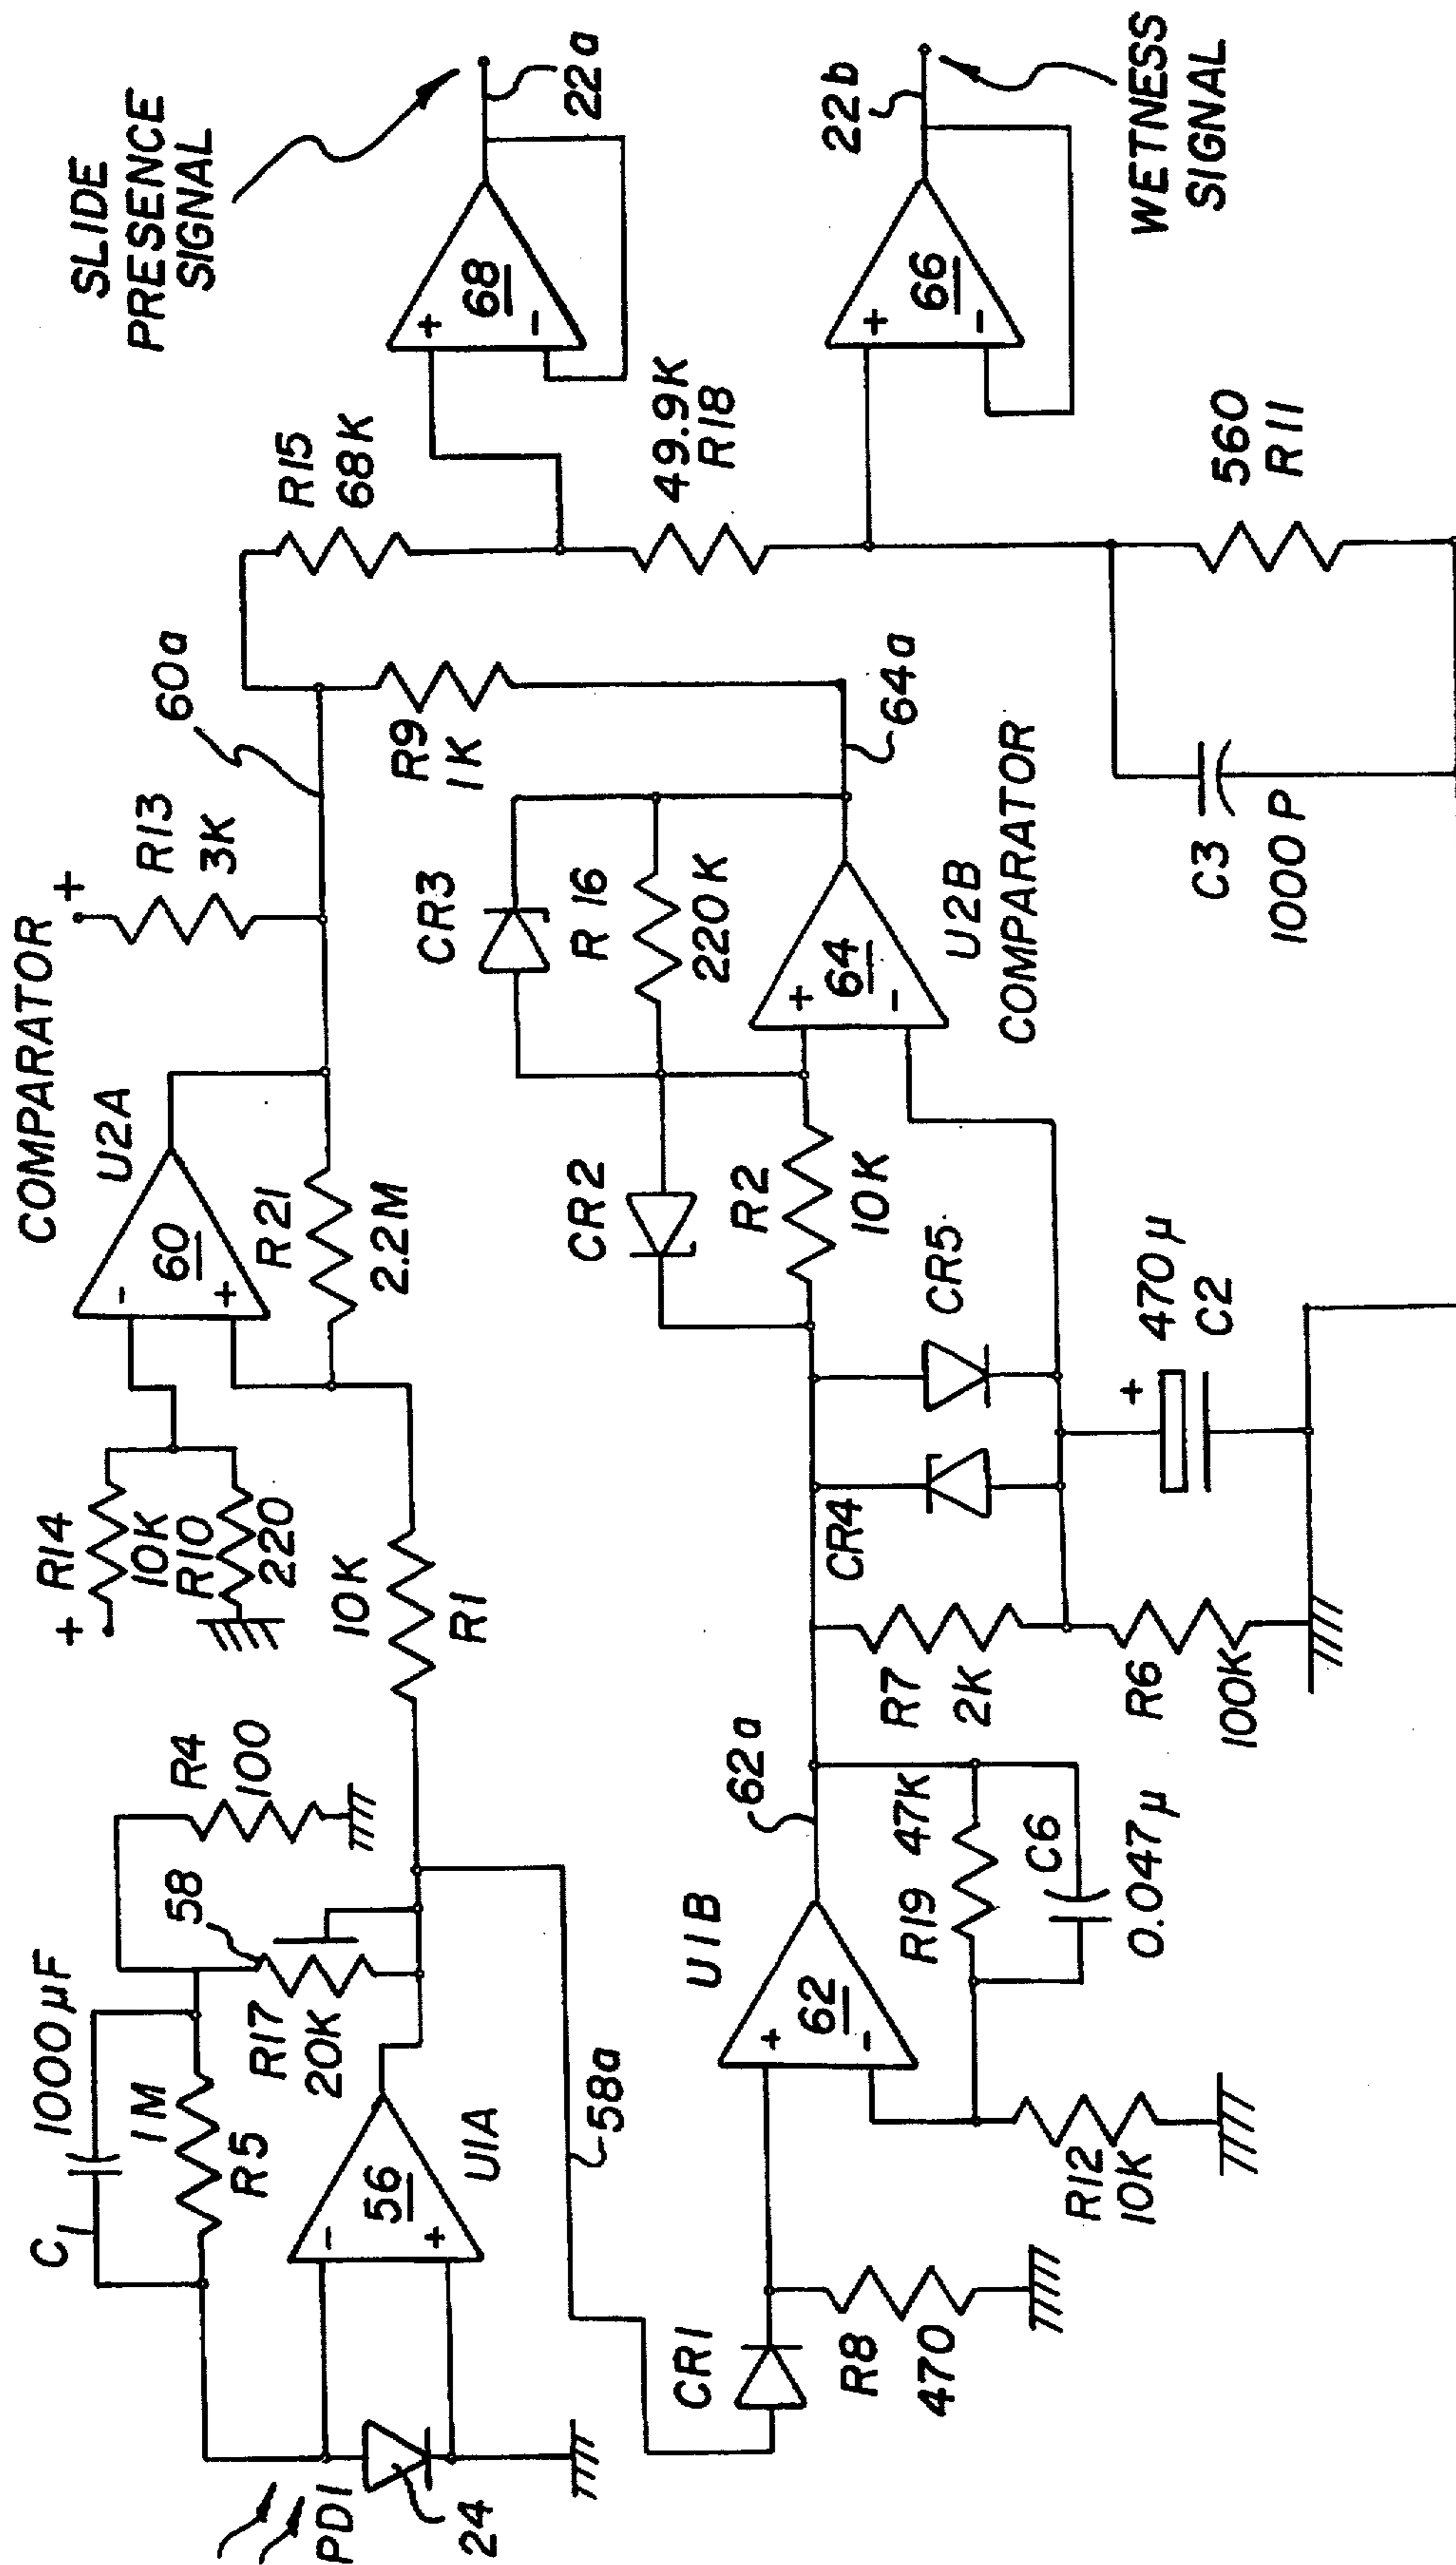 SLIDE
PRESENCE
SIGNAL
22a
68
+
-
R15
68K
49.9K
R18
22b
WETNESS
SIGNAL
66
+
-
560
R11
60a
R9
1K
64a
R13
3K
+
COMPARATOR
U2A
60
-
+
R21
2.2M
CR3
R16
220K
64
+
-
U2B
COMPARATOR
C3
1000P
CR2
R2
10K
CR5
CR4
470µ
C2
+
R14
10K
+
R10
220
10K
R1
R7
2K
R6
100K
R4
100
58
R17
20K
1000µF
1M
R5
C1
56
-
+
U1A
58a
62a
U1B
62
+
-
R19
47K
C6
0.047µ
R12
10K
CR1
R8
470
PD1
24